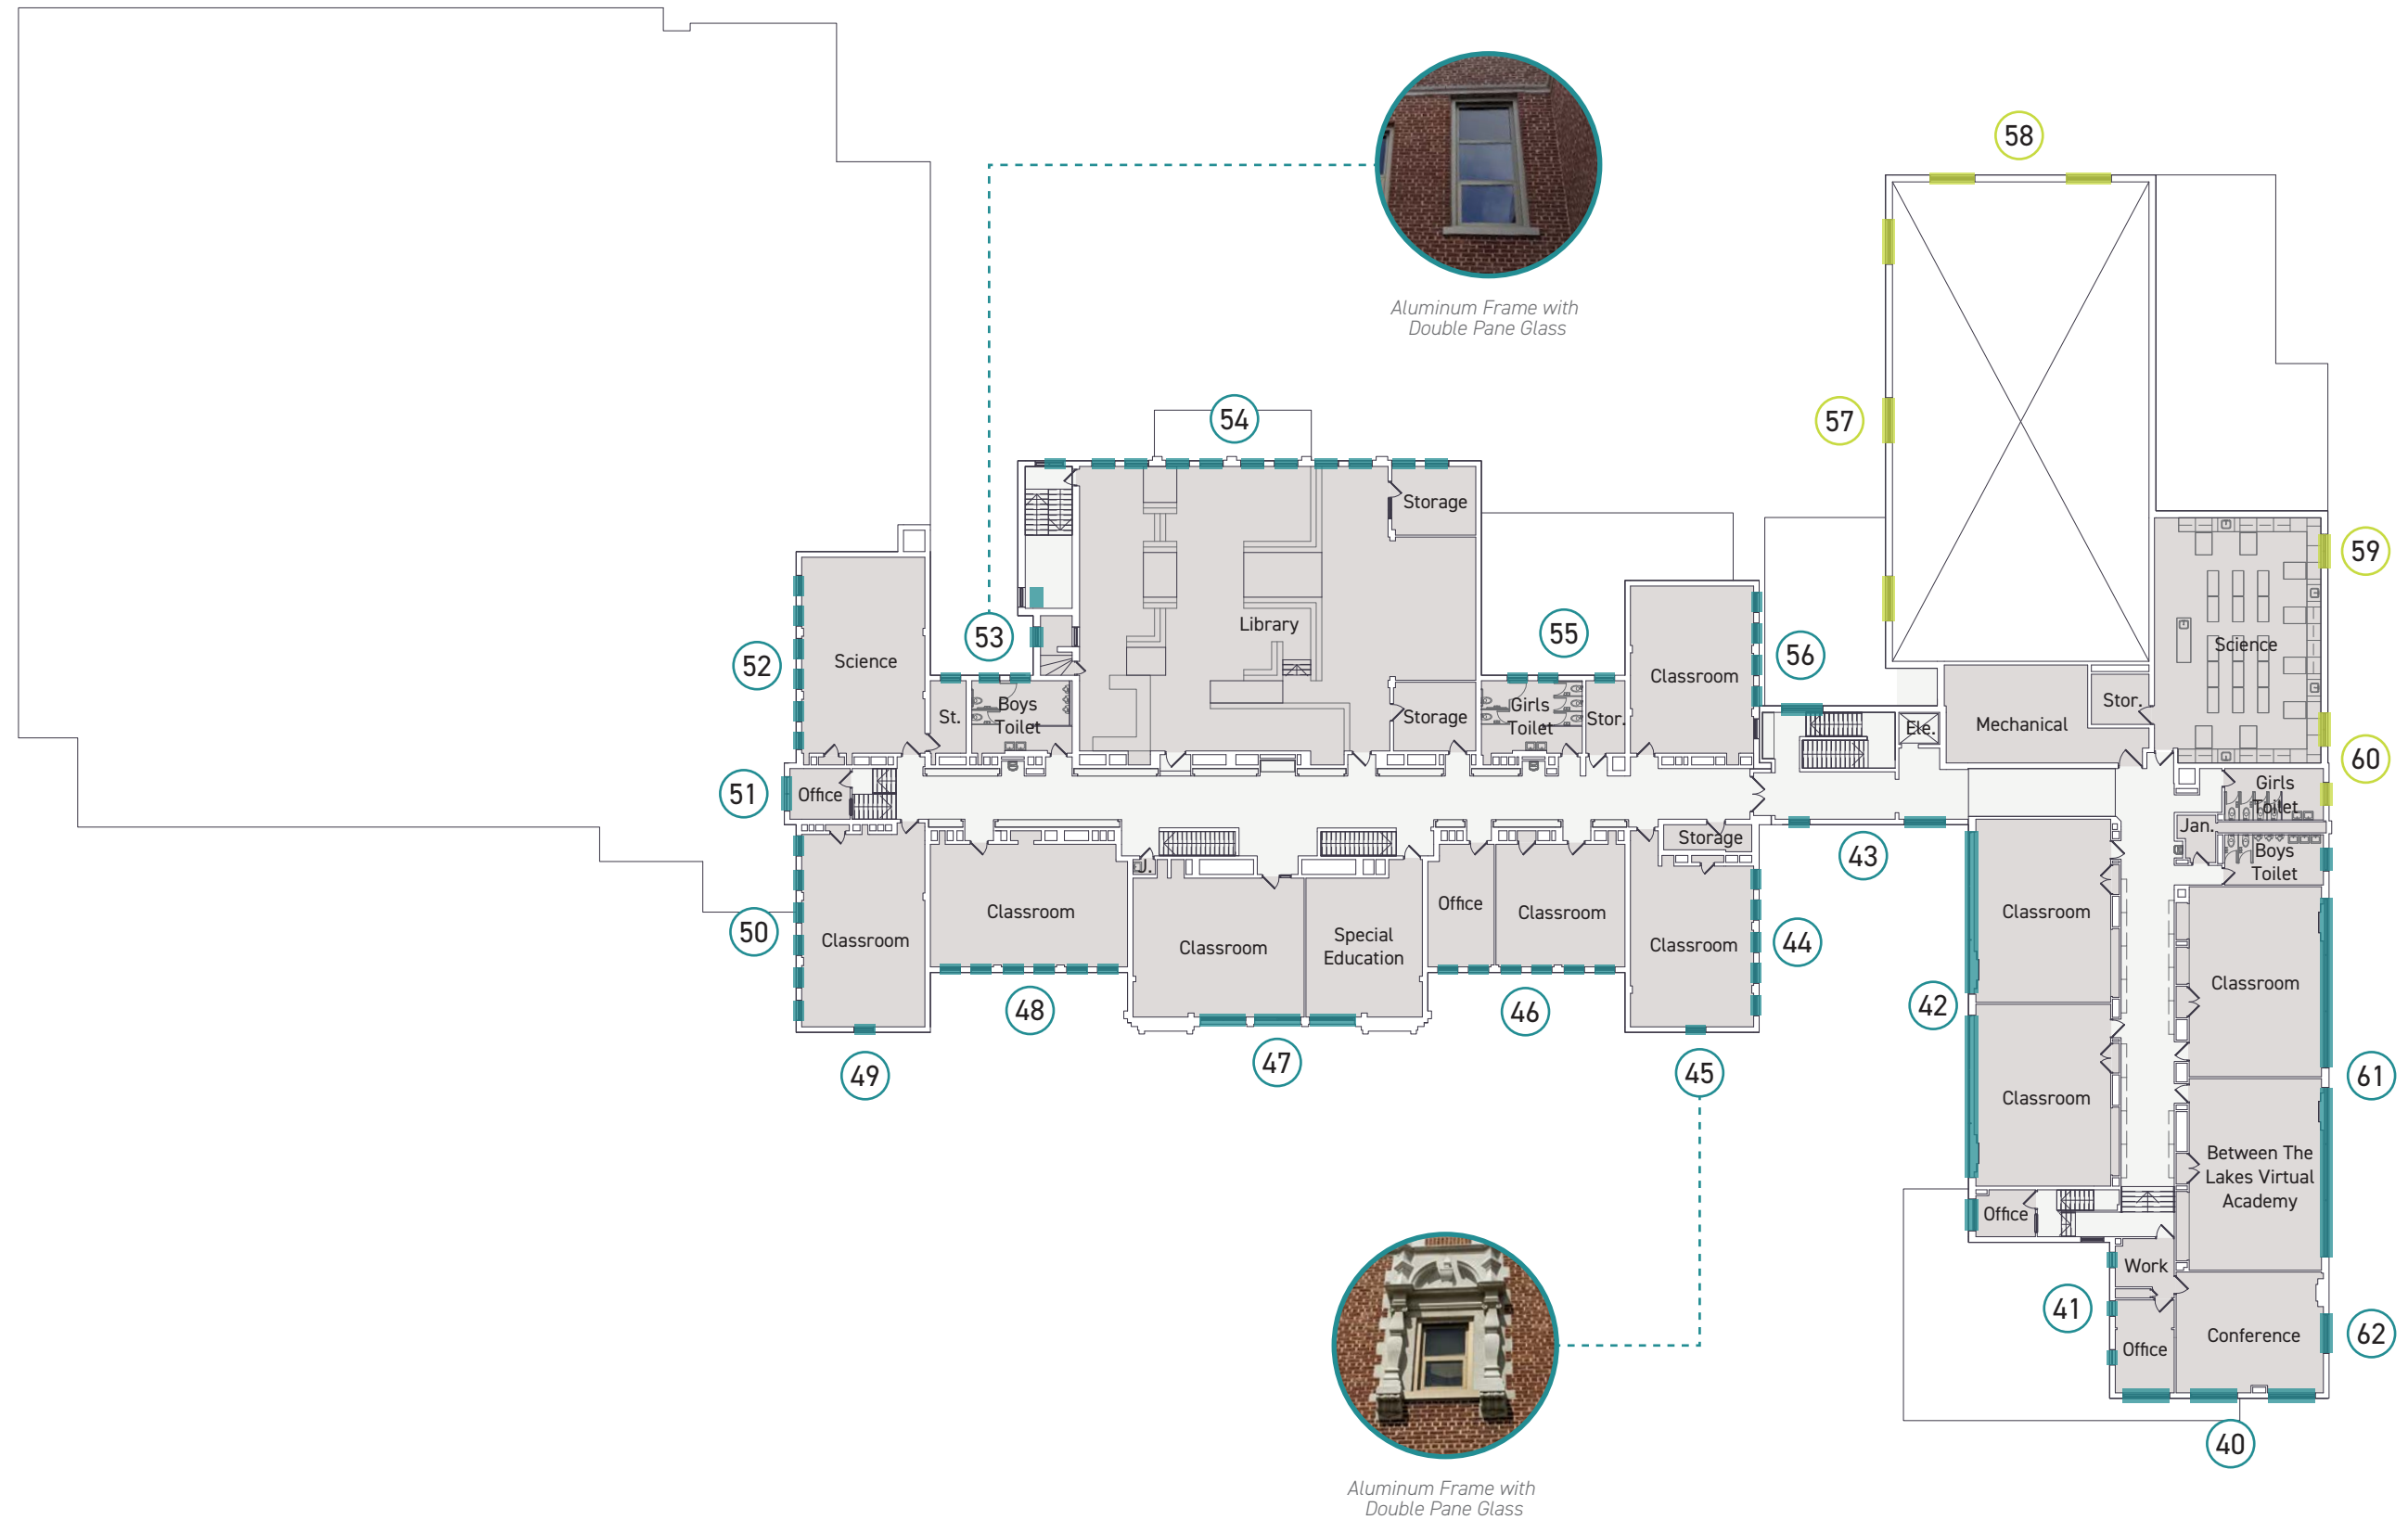 58
Aluminum Frame with
Double Pane Glass
54
57
Storage
59
53
55
Library
Science
52
Science
56
Classroom
Boys
Toilet
St.
Storage
Girls
Toilet
Stor.
Ele.
Mechanical
Stor.
60
51
Office
Girls
Toilet
Jan.
Boys
Toilet
Storage
43
J.
50
Classroom
Classroom
Classroom
Special
Education
Office
Classroom
Classroom
44
Classroom
Classroom
42
48
47
46
49
45
61
Classroom
Between The
Lakes Virtual
Academy
Office
Work
41
Office
Conference
62
40
Aluminum Frame with
Double Pane Glass